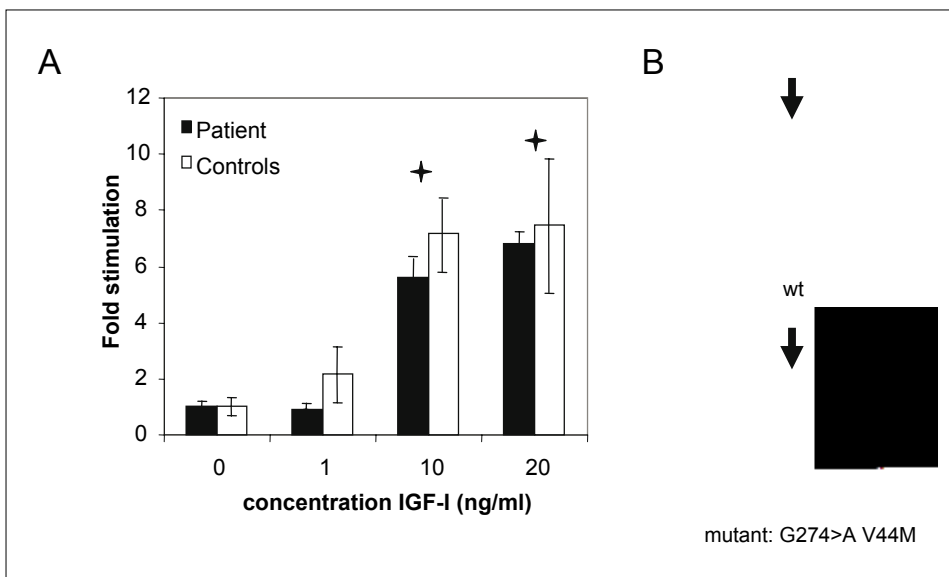 A
B
12
10
8
6
4
2
0
Fold stimulation
Patient
Controls
0 1 10 20
concentration IGF-I (ng/ml)
wt
mutant: G274>A V44M